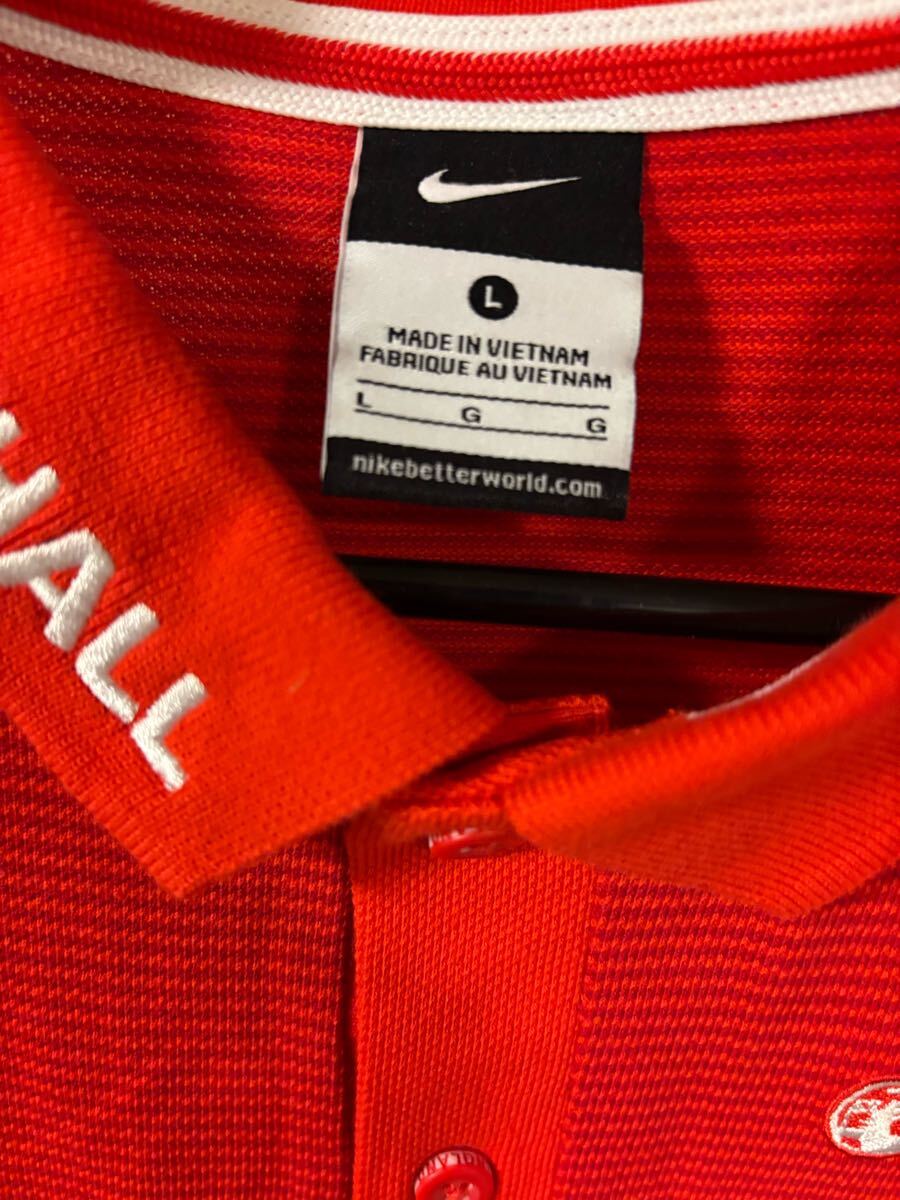 L
MADE IN VIETNAM
FABRIQUE AU VIETNAM
L G G
nikebetterworld.com
HALL